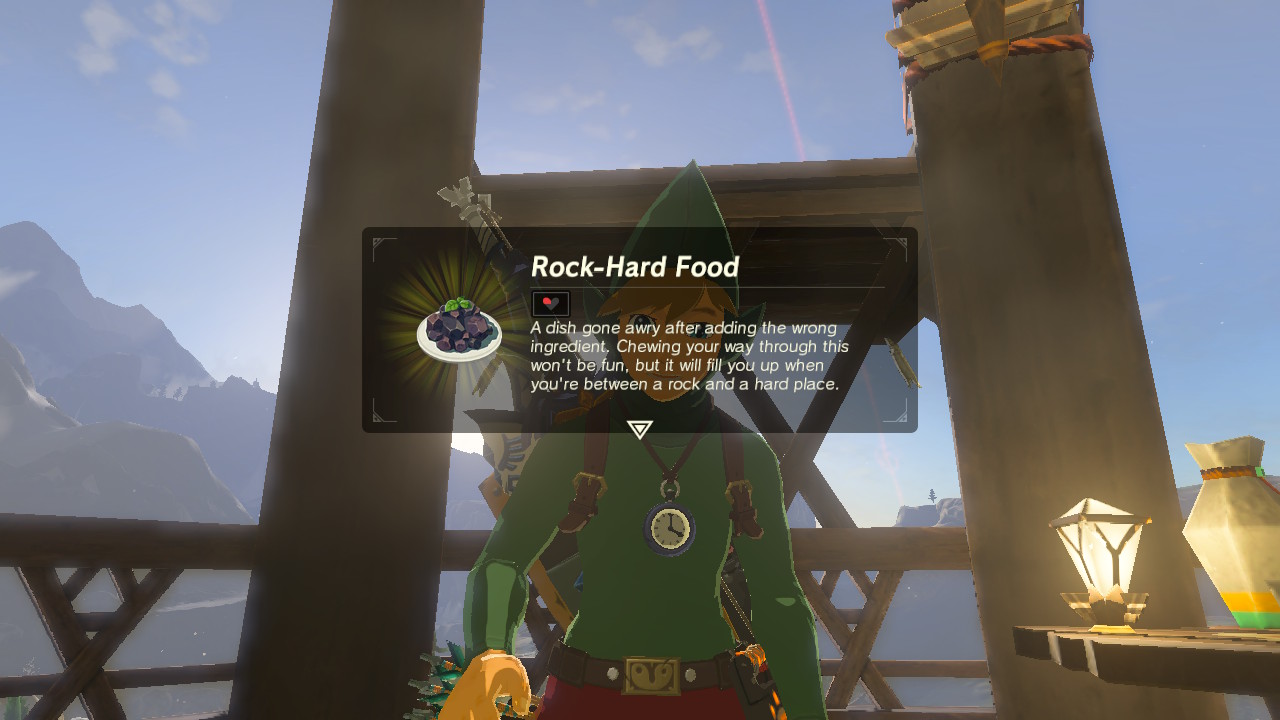 Rock-Hard Food
A dish gone awry after adding the wrong
ingredient. Chewing your way through this
won't be fun, but it will fill you up when
you're between a rock and a hard place.